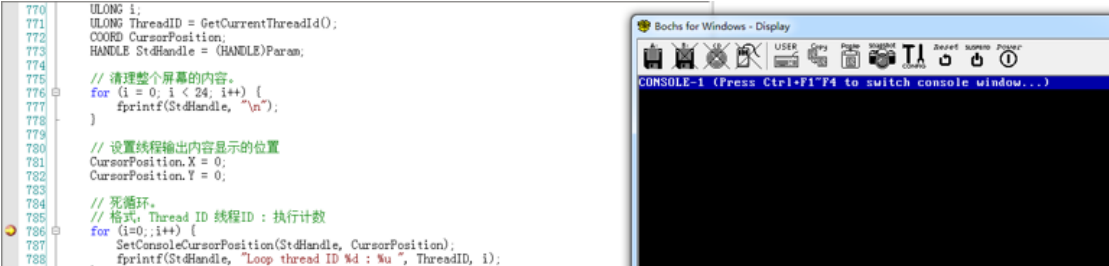 770 ULONG i;
771 ULONG ThreadID = GetCurrentThreadId();
772 COORD CursorPosition;
773 HANDLE StdHandle = (HANDLE)Param;
774
775 // 清理整个屏幕的内容。
776 for (i = 0; i < 24; i++) {
777 fprintf(StdHandle, "\n");
778 }
779
780 // 设置线程输出内容显示的位置
781 CursorPosition.X = 0;
782 CursorPosition.Y = 0;
783
784 // 死循环。
785 // 格式：Thread ID 线程ID : 执行计数
786 for (i=0;;i++) {
787 SetConsoleCursorPosition(StdHandle, CursorPosition);
788 fprintf(StdHandle, "Loop thread ID %d : %u ", ThreadID, i);
Bochs for Windows - Display
A: B: CD USER Copy Paste Snapshot CONFIG Reset SUSPEND Power
CONSOLE-1 (Press Ctrl+F1~F4 to switch console window...)